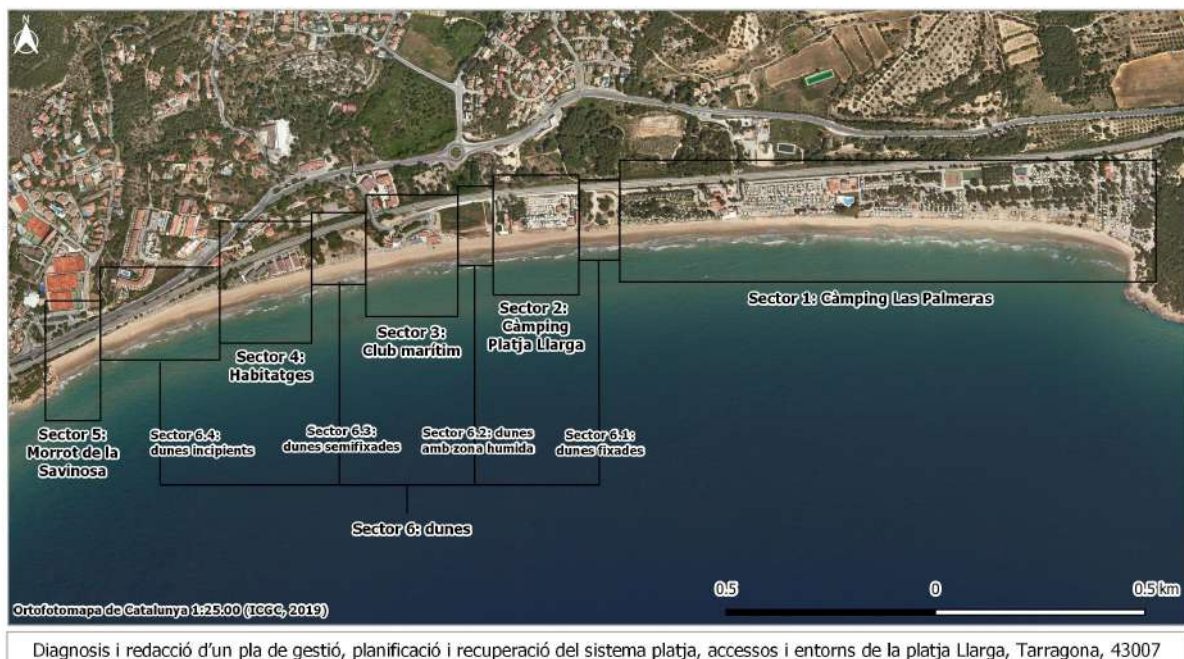 N
Sector 1: Càmping Las Palmeras
Sector 2:
Càmping
Platja Llarga
Sector 3:
Club marítim
Sector 4:
Habitatges
Sector 5:
Morrot de la
Savinosa
Sector 6.4:
dunes incipients
Sector 6.3:
dunes semifixades
Sector 6.2: dunes
amb zona humida
Sector 6.1:
dunes fixades
Sector 6: dunes
0.5 0 0.5 km
Ortofotomapa de Catalunya 1:25.00 (ICGC, 2019)
Diagnosis i redacció d'un pla de gestió, planificació i recuperació del sistema platja, accessos i entorns de la platja Llarga, Tarragona, 43007